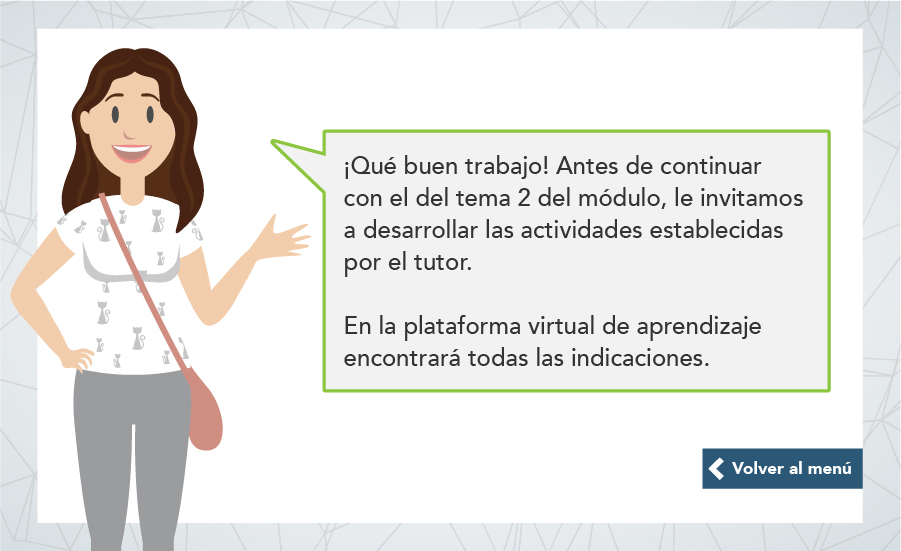 ¡Qué buen trabajo! Antes de continuar
con el del tema 2 del módulo, le invitamos
a desarrollar las actividades establecidas
por el tutor.
En la plataforma virtual de aprendizaje
encontrará todas las indicaciones.
Volver al menú